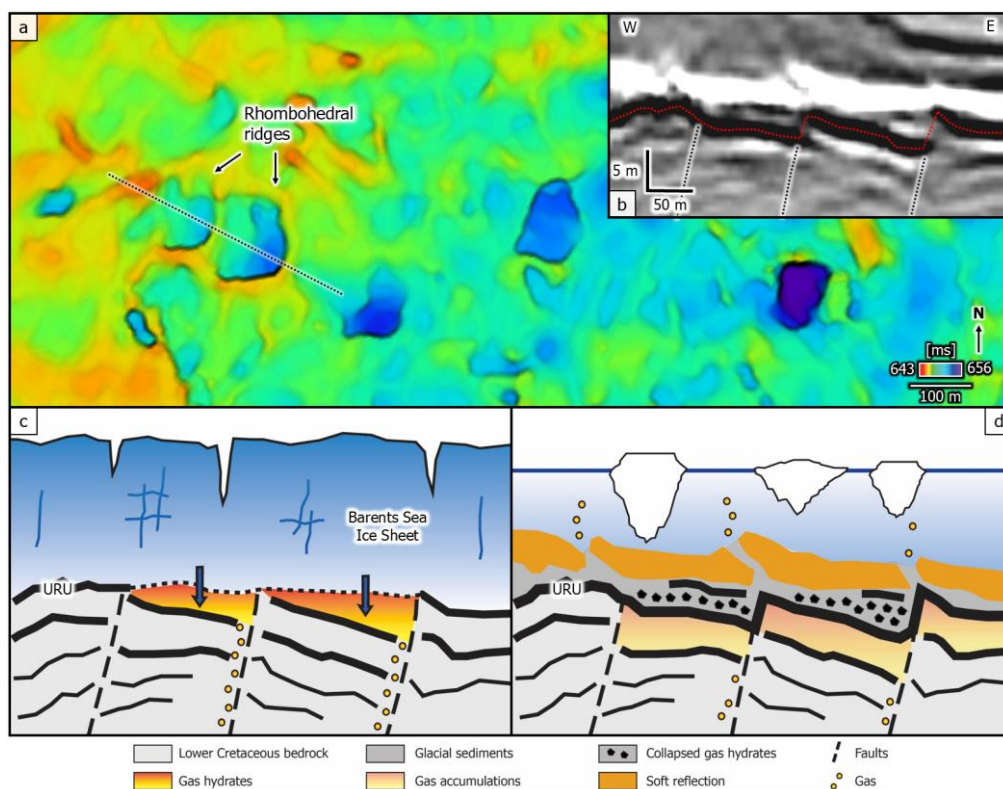 a
Rhombohedral
ridges
N
[ms]
643 656
100 m
W E
5 m
50 m
b
c
Barents Sea
Ice Sheet
URU
d
URU
Lower Cretaceous bedrock
Glacial sediments
Collapsed gas hydrates
Faults
Gas hydrates
Gas accumulations
Soft reflection
Gas